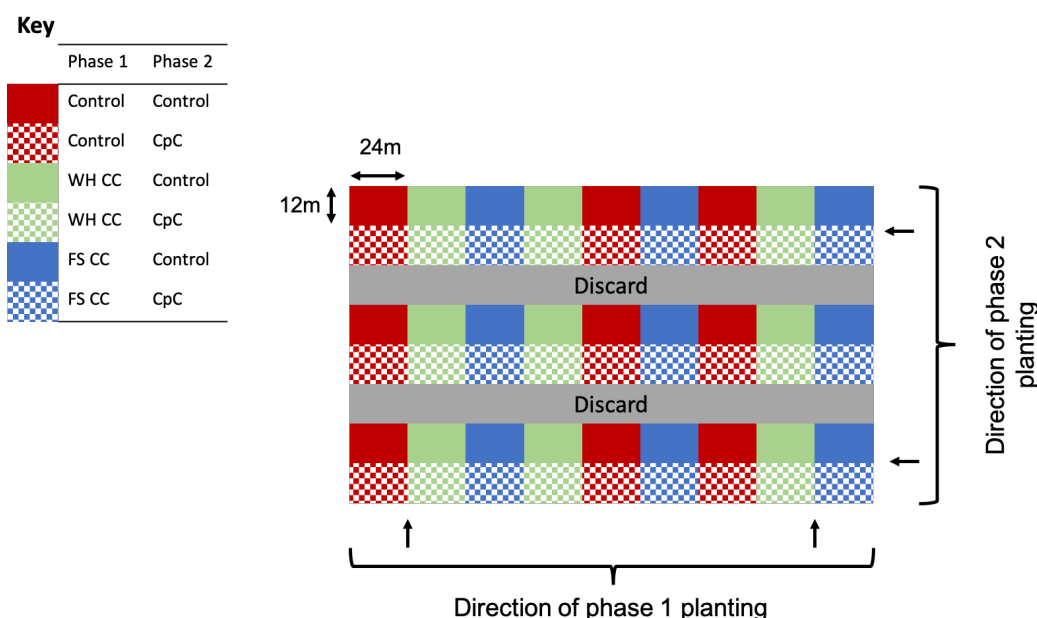 Key
Phase 1 Phase 2
Control Control
Control CpC
WH CC Control
WH CC CpC
FS CC Control
FS CC CpC
24m
12m
Discard
Discard
Direction of phase 2
planting
Direction of phase 1 planting